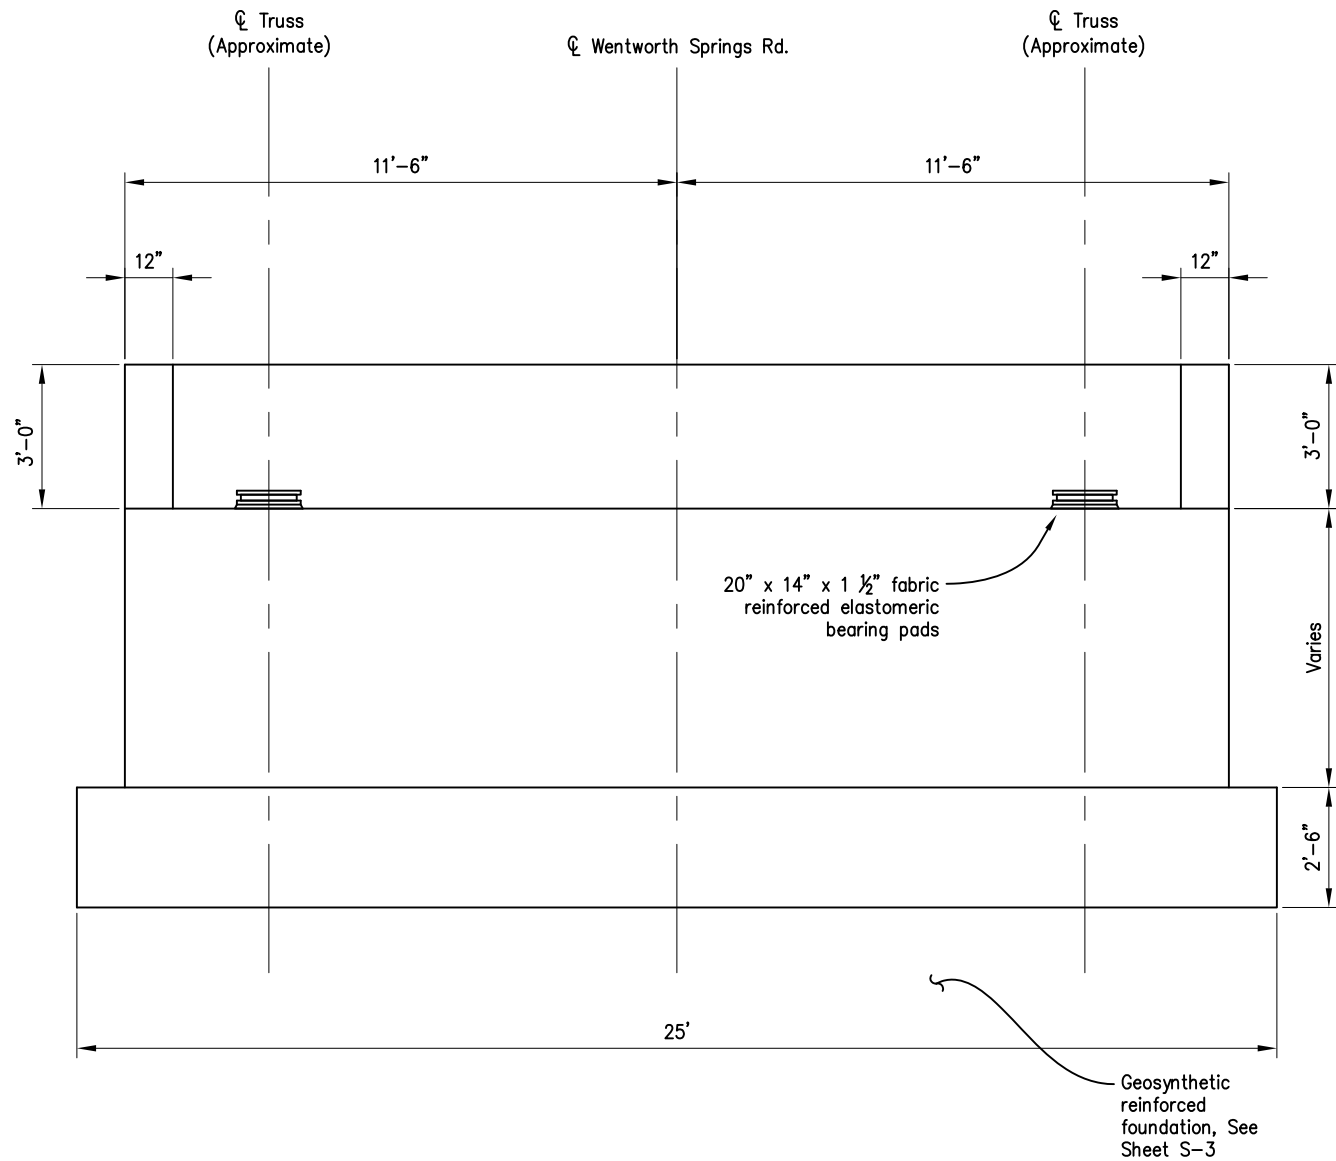 ℄ Truss
(Approximate)
℄ Wentworth Springs Rd.
℄ Truss
(Approximate)
11'-6"
11'-6"
12"
12"
3'-0"
3'-0"
20" x 14" x 1 ½" fabric
reinforced elastomeric
bearing pads
Varies
2'-6"
25'
Geosynthetic
reinforced
foundation, See
Sheet S-3